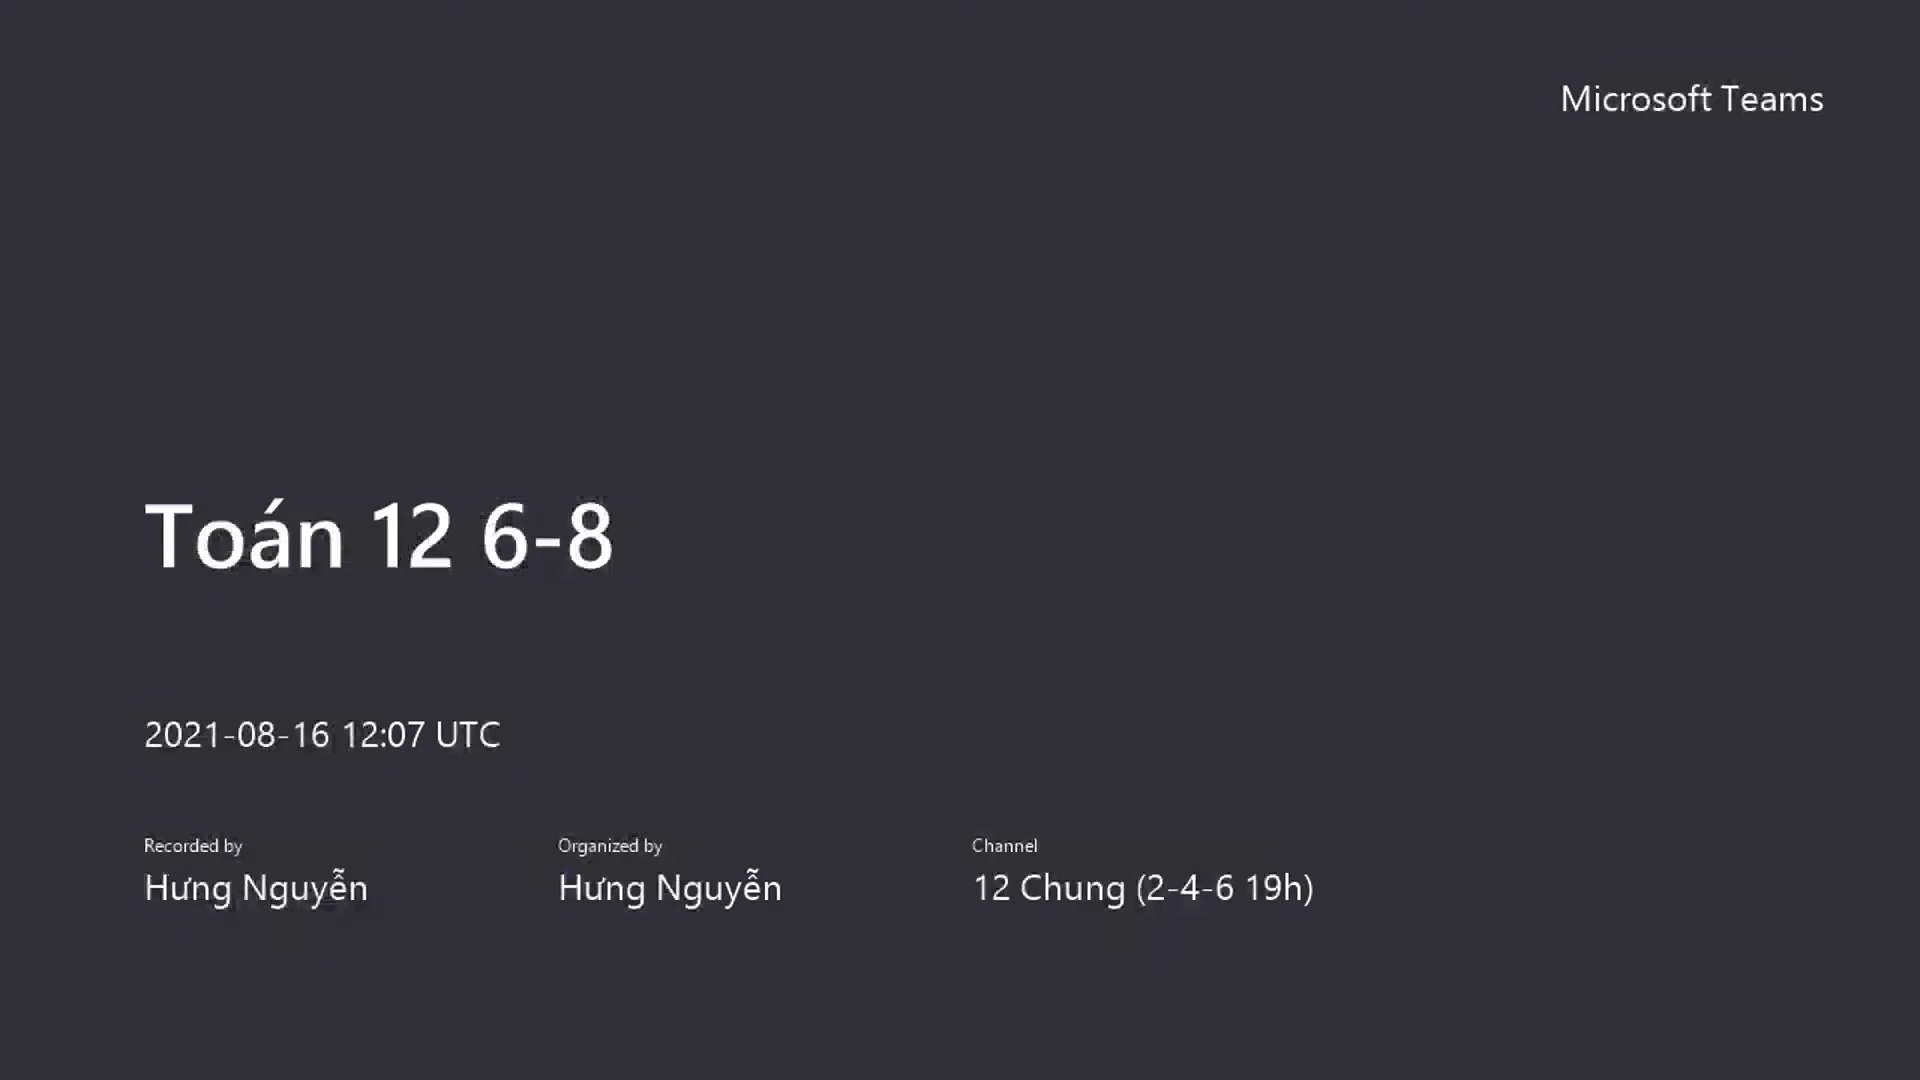 Microsoft Teams
Toán 12 6-8
2021-08-16 12:07 UTC
Recorded by
Hưng Nguyễn
Organized by
Hưng Nguyễn
Channel
12 Chung (2-4-6 19h)